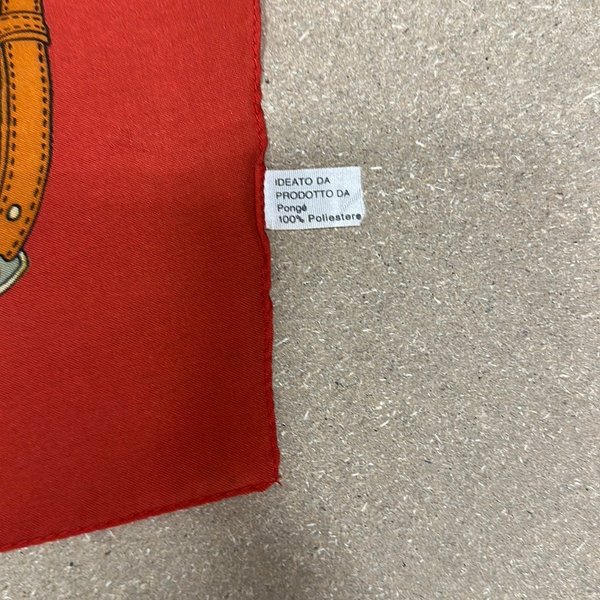 IDEATO DA
PRODOTTO DA
Pongé
100% Poliestere